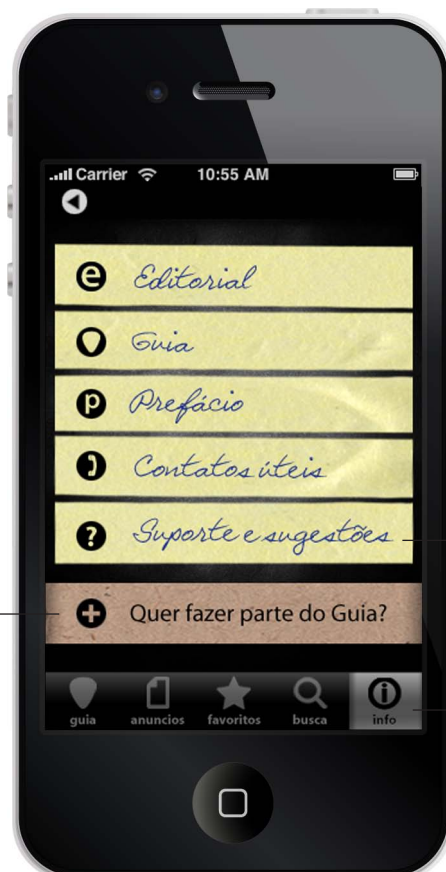 Carrier 10:55 AM
e Editorial
Guia
p Prefácio
Contatos úteis
? Suporte e sugestões
+ Quer fazer parte do Guia?
guia anuncios favoritos busca info